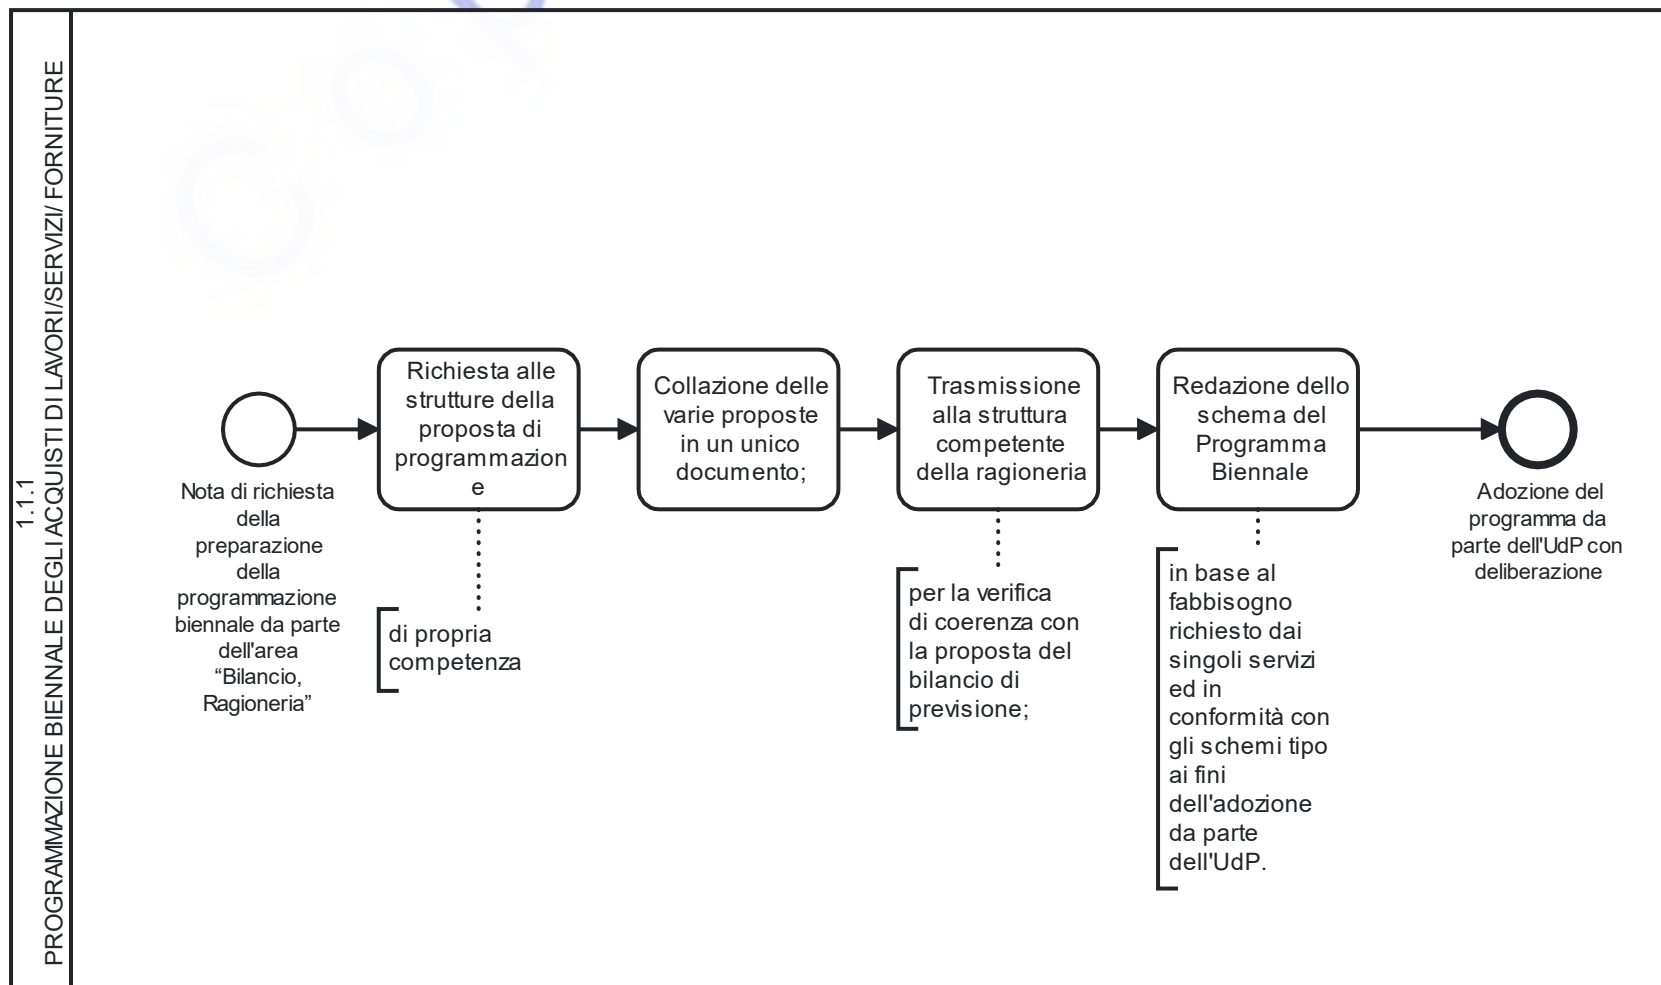 1.1.1
PROGRAMMAZIONE BIENNALE DEGLI ACQUISTI DI LAVORI/SERVIZI/ FORNITURE
Nota di richiesta
della
preparazione
della
programmazione
biennale da parte
dell'area
“Bilancio,
Ragioneria”
Richiesta alle
strutture della
proposta di
programmazion
e
di propria
competenza
Collazione delle
varie proposte
in un unico
documento;
Trasmissione
alla struttura
competente
della ragioneria
per la verifica
di coerenza con
la proposta del
bilancio di
previsione;
Redazione dello
schema del
Programma
Biennale
in base al
fabbisogno
richiesto dai
singoli servizi
ed in
conformità con
gli schemi tipo
ai fini
dell'adozione
da parte
dell'UdP.
Adozione del
programma da
parte dell'UdP con
deliberazione